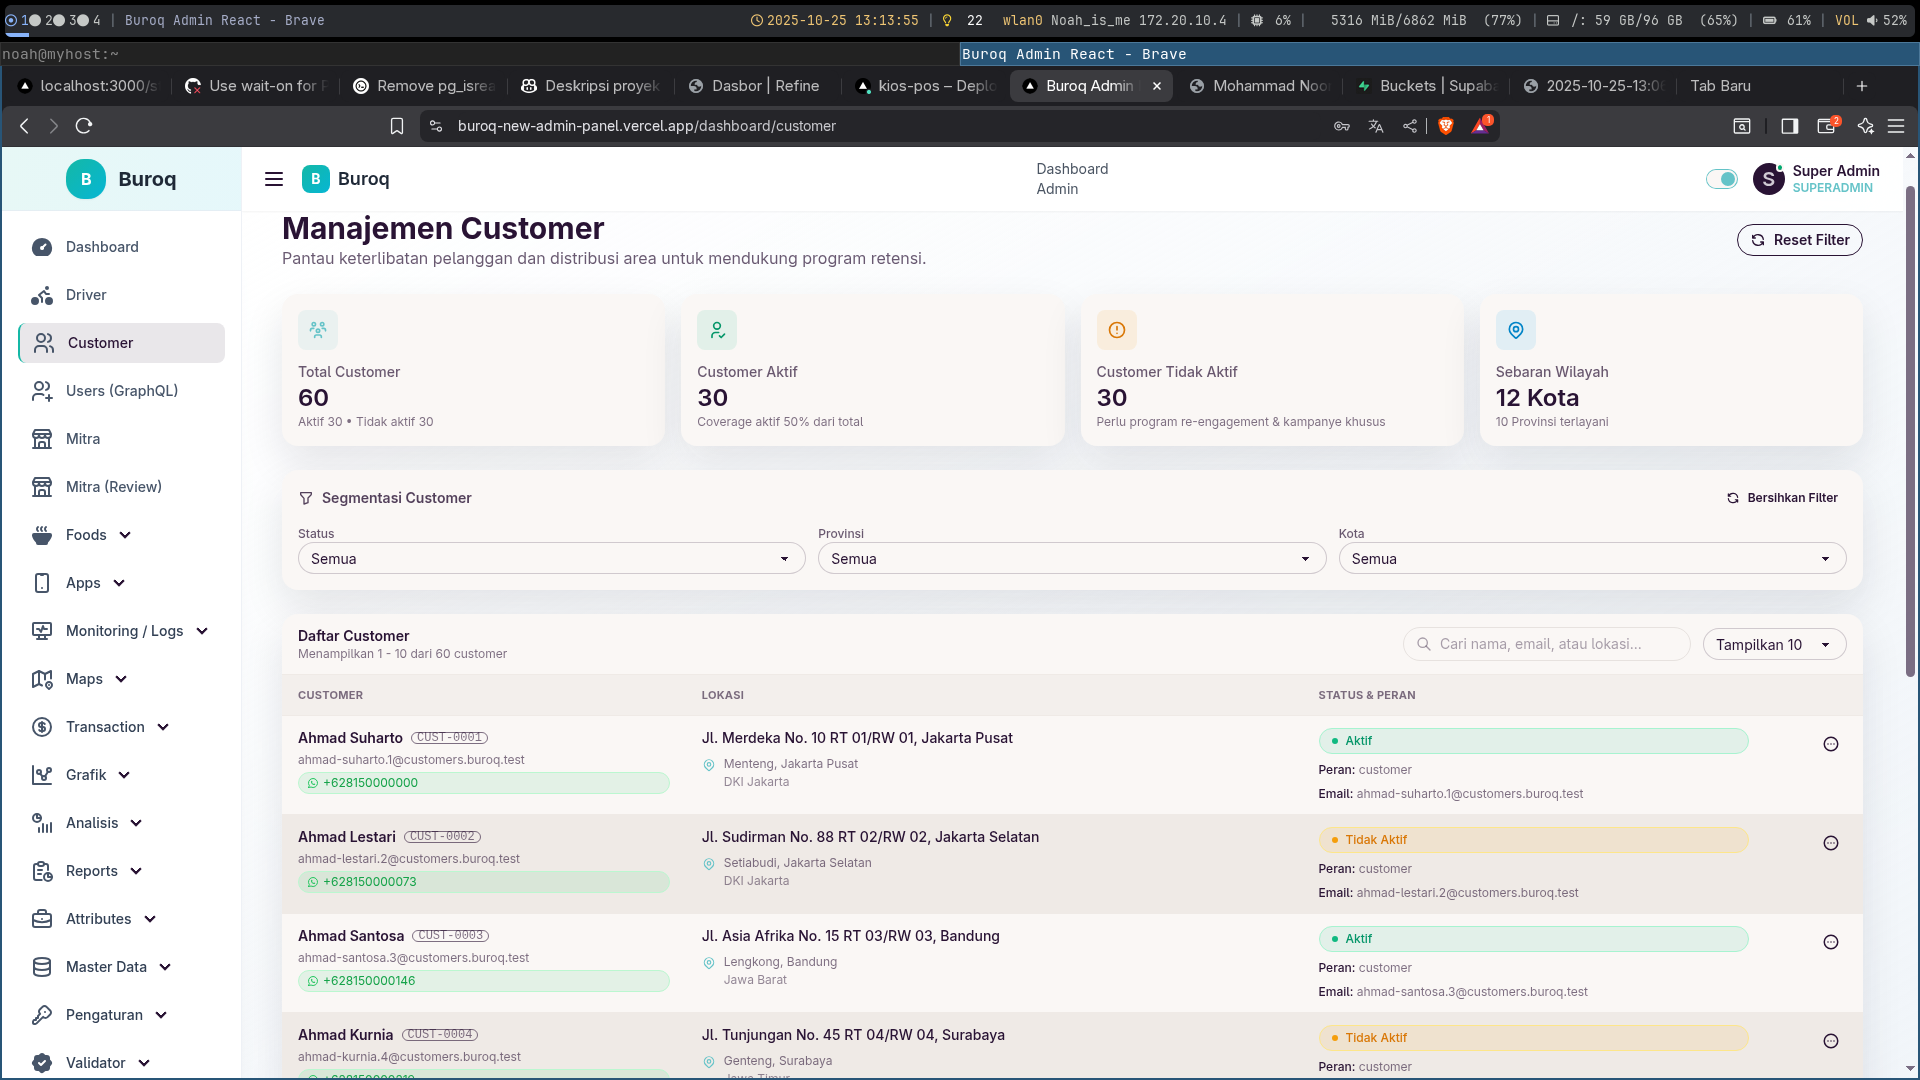 1 2 3 4 | Buroq Admin React - Brave
2025-10-25 13:13:55 | 22 wlan0 Noah_is_me 172.20.10.4 | 6% | 5316 MiB/6862 MiB (77%) | /: 59 GB/96 GB (65%) | 61% | VOL 52%
noah@myhost:~
Buroq Admin React - Brave
localhost:3000/s
Use wait-on for P
Remove pg_isrea
Deskripsi proyek
Dasbor | Refine
kios-pos – Deplo
Buroq Admin
Mohammad Noo
Buckets | Supab
2025-10-25-13:06
Tab Baru
buroq-new-admin-panel.vercel.app/dashboard/customer
1
2
B Buroq
B Buroq
Dashboard
Admin
S
Super Admin
SUPERADMIN
Dashboard
Driver
Customer
Users (GraphQL)
Mitra
Mitra (Review)
Foods
Apps
Monitoring / Logs
Maps
Transaction
Grafik
Analisis
Reports
Attributes
Master Data
Pengaturan
Validator
Manajemen Customer
Pantau keterlibatan pelanggan dan distribusi area untuk mendukung program retensi.
Reset Filter
Total Customer
60
Aktif 30 • Tidak aktif 30
Customer Aktif
30
Coverage aktif 50% dari total
Customer Tidak Aktif
30
Perlu program re-engagement & kampanye khusus
Sebaran Wilayah
12 Kota
10 Provinsi terlayani
Segmentasi Customer
Bersihkan Filter
Status
Semua
Provinsi
Semua
Kota
Semua
Daftar Customer
Menampilkan 1 - 10 dari 60 customer
Cari nama, email, atau lokasi...
Tampilkan 10
CUSTOMER LOKASI STATUS & PERAN
Ahmad Suharto CUST-0001
ahmad-suharto.1@customers.buroq.test
+628150000000
Jl. Merdeka No. 10 RT 01/RW 01, Jakarta Pusat
Menteng, Jakarta Pusat
DKI Jakarta
Aktif
Peran: customer
Email: ahmad-suharto.1@customers.buroq.test
Ahmad Lestari CUST-0002
ahmad-lestari.2@customers.buroq.test
+628150000073
Jl. Sudirman No. 88 RT 02/RW 02, Jakarta Selatan
Setiabudi, Jakarta Selatan
DKI Jakarta
Tidak Aktif
Peran: customer
Email: ahmad-lestari.2@customers.buroq.test
Ahmad Santosa CUST-0003
ahmad-santosa.3@customers.buroq.test
+628150000146
Jl. Asia Afrika No. 15 RT 03/RW 03, Bandung
Lengkong, Bandung
Jawa Barat
Aktif
Peran: customer
Email: ahmad-santosa.3@customers.buroq.test
Ahmad Kurnia CUST-0004
ahmad-kurnia.4@customers.buroq.test
+628150000219
Jl. Tunjungan No. 45 RT 04/RW 04, Surabaya
Genteng, Surabaya
Jawa Timur
Tidak Aktif
Peran: customer